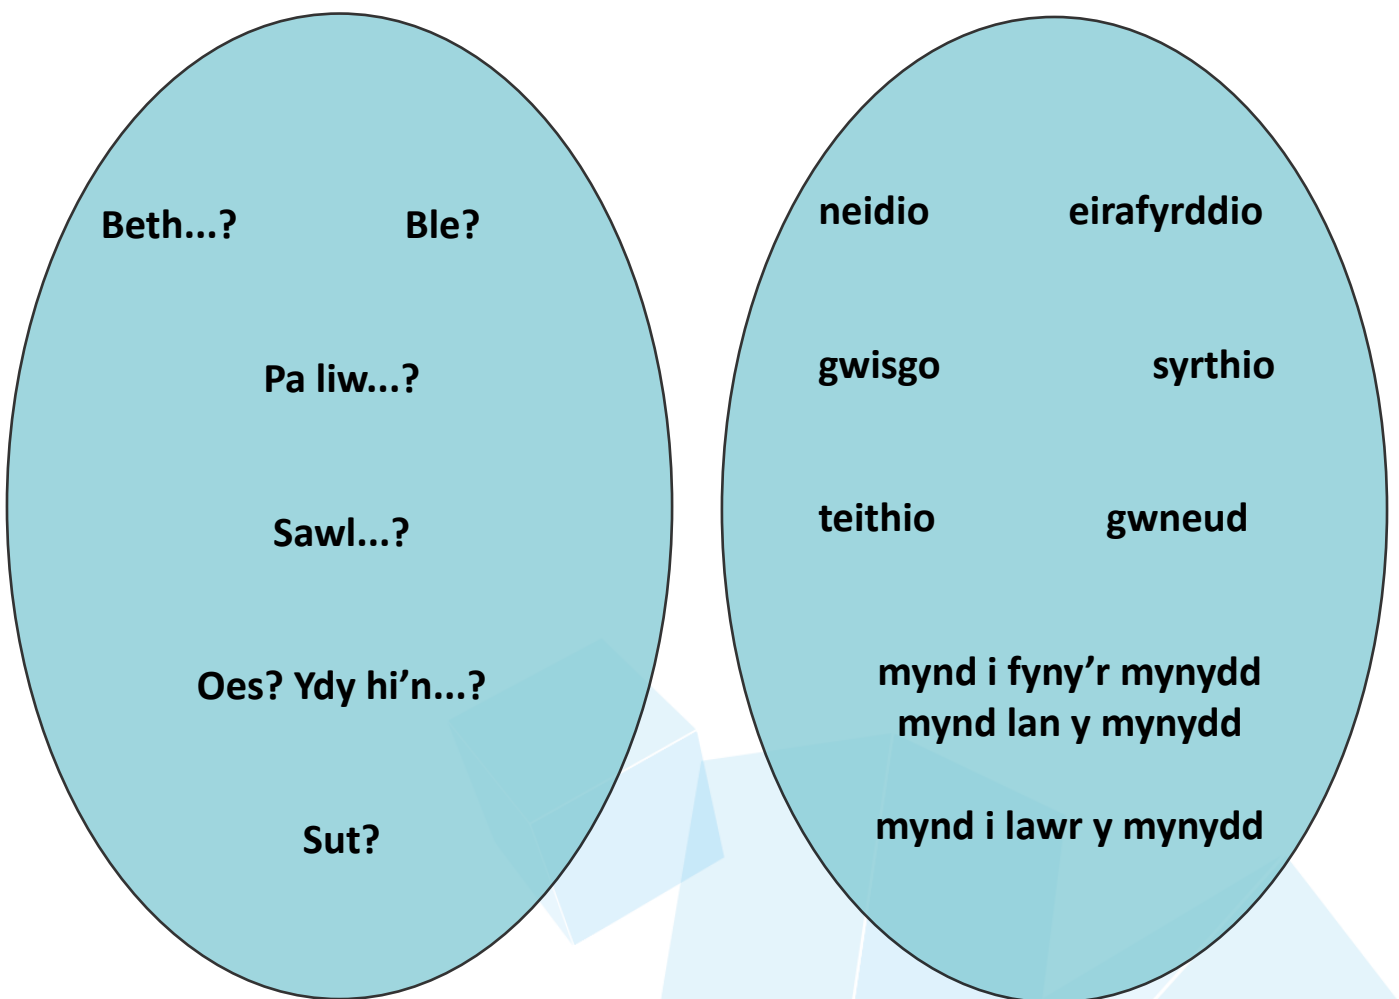 Beth...? Ble?
Pa liw...?
Sawl...?
Oes? Ydy hi’n...?
Sut?
neidio eirafyrddio
gwisgo syrthio
teithio gwneud
mynd i fyny’r mynydd
mynd lan y mynydd
mynd i lawr y mynydd